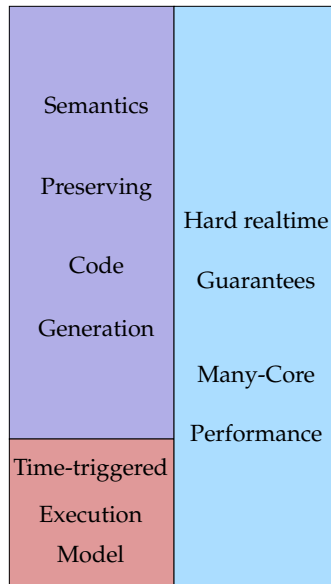 Semantics
Preserving
Code
Generation
Time-triggered
Execution
Model
Hard realtime
Guarantees
Many-Core
Performance